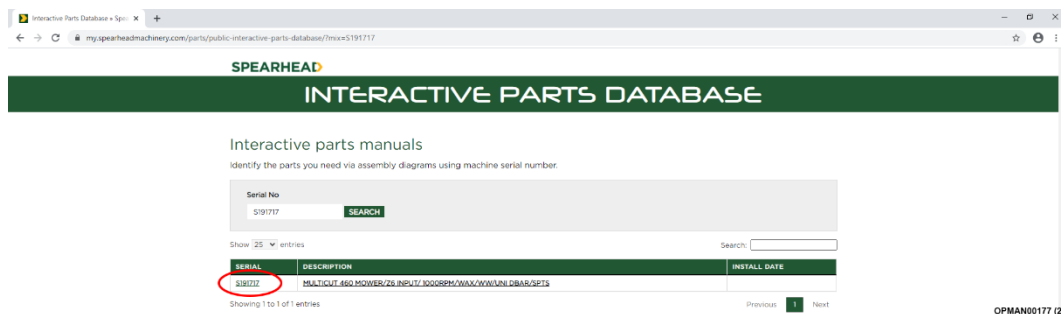 Interactive Parts Database » Spe
my.spearheadmachinery.com/parts/public-interactive-parts-database/?mix=S191717
SPEARHEAD
INTERACTIVE PARTS DATABASE
Interactive parts manuals
Identify the parts you need via assembly diagrams using machine serial number.
Serial No
S191717 SEARCH
Show 25 entries Search:
SERIAL DESCRIPTION INSTALL DATE
S191717 MULTICUT 460 MOWER/Z6 INPUT/ 1000RPM/WAX/WW/UNI DBAR/SPTS
Showing 1 to 1 of 1 entries Previous 1 Next
OPMAN00177 (2